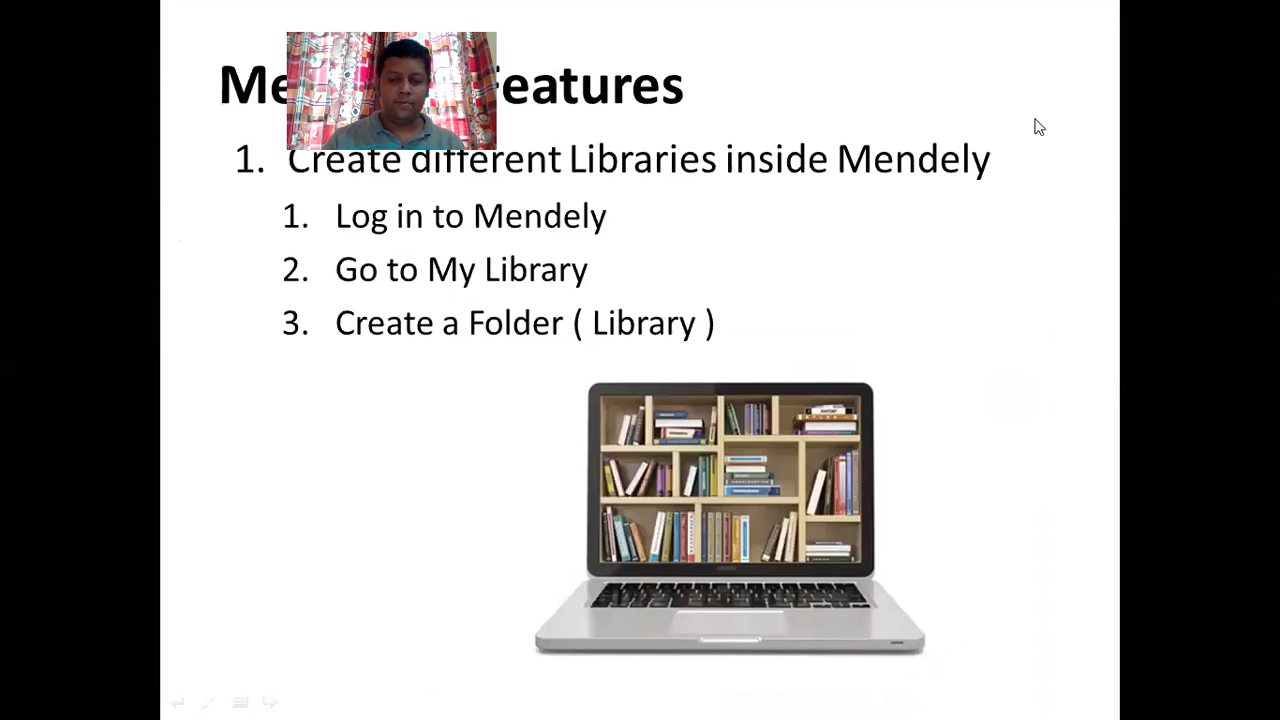 Me Features
1. Create different Libraries inside Mendely
1. Log in to Mendely
2. Go to My Library
3. Create a Folder ( Library )